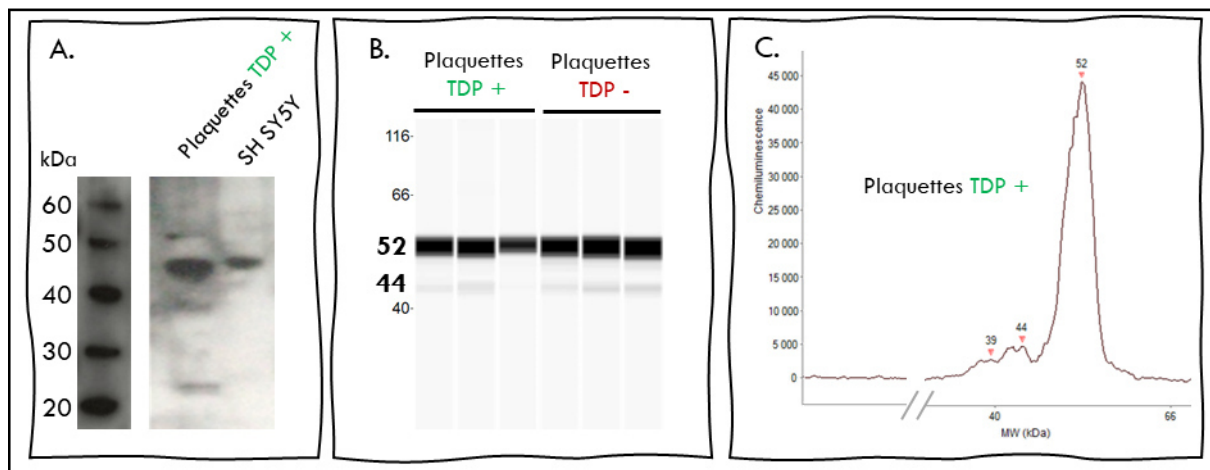 A.
Plaquettes TDP +
SH SY5Y
kDa
60
50
40
30
20
B.
Plaquettes
TDP +
Plaquettes
TDP -
116-
66-
52
44
40-
C.
52
45 000
40 000
35 000
30 000
25 000
20 000
15 000
10 000
5 000
0
Chemiluminescence
Plaquettes TDP +
39
44
40
66
MW (kDa)